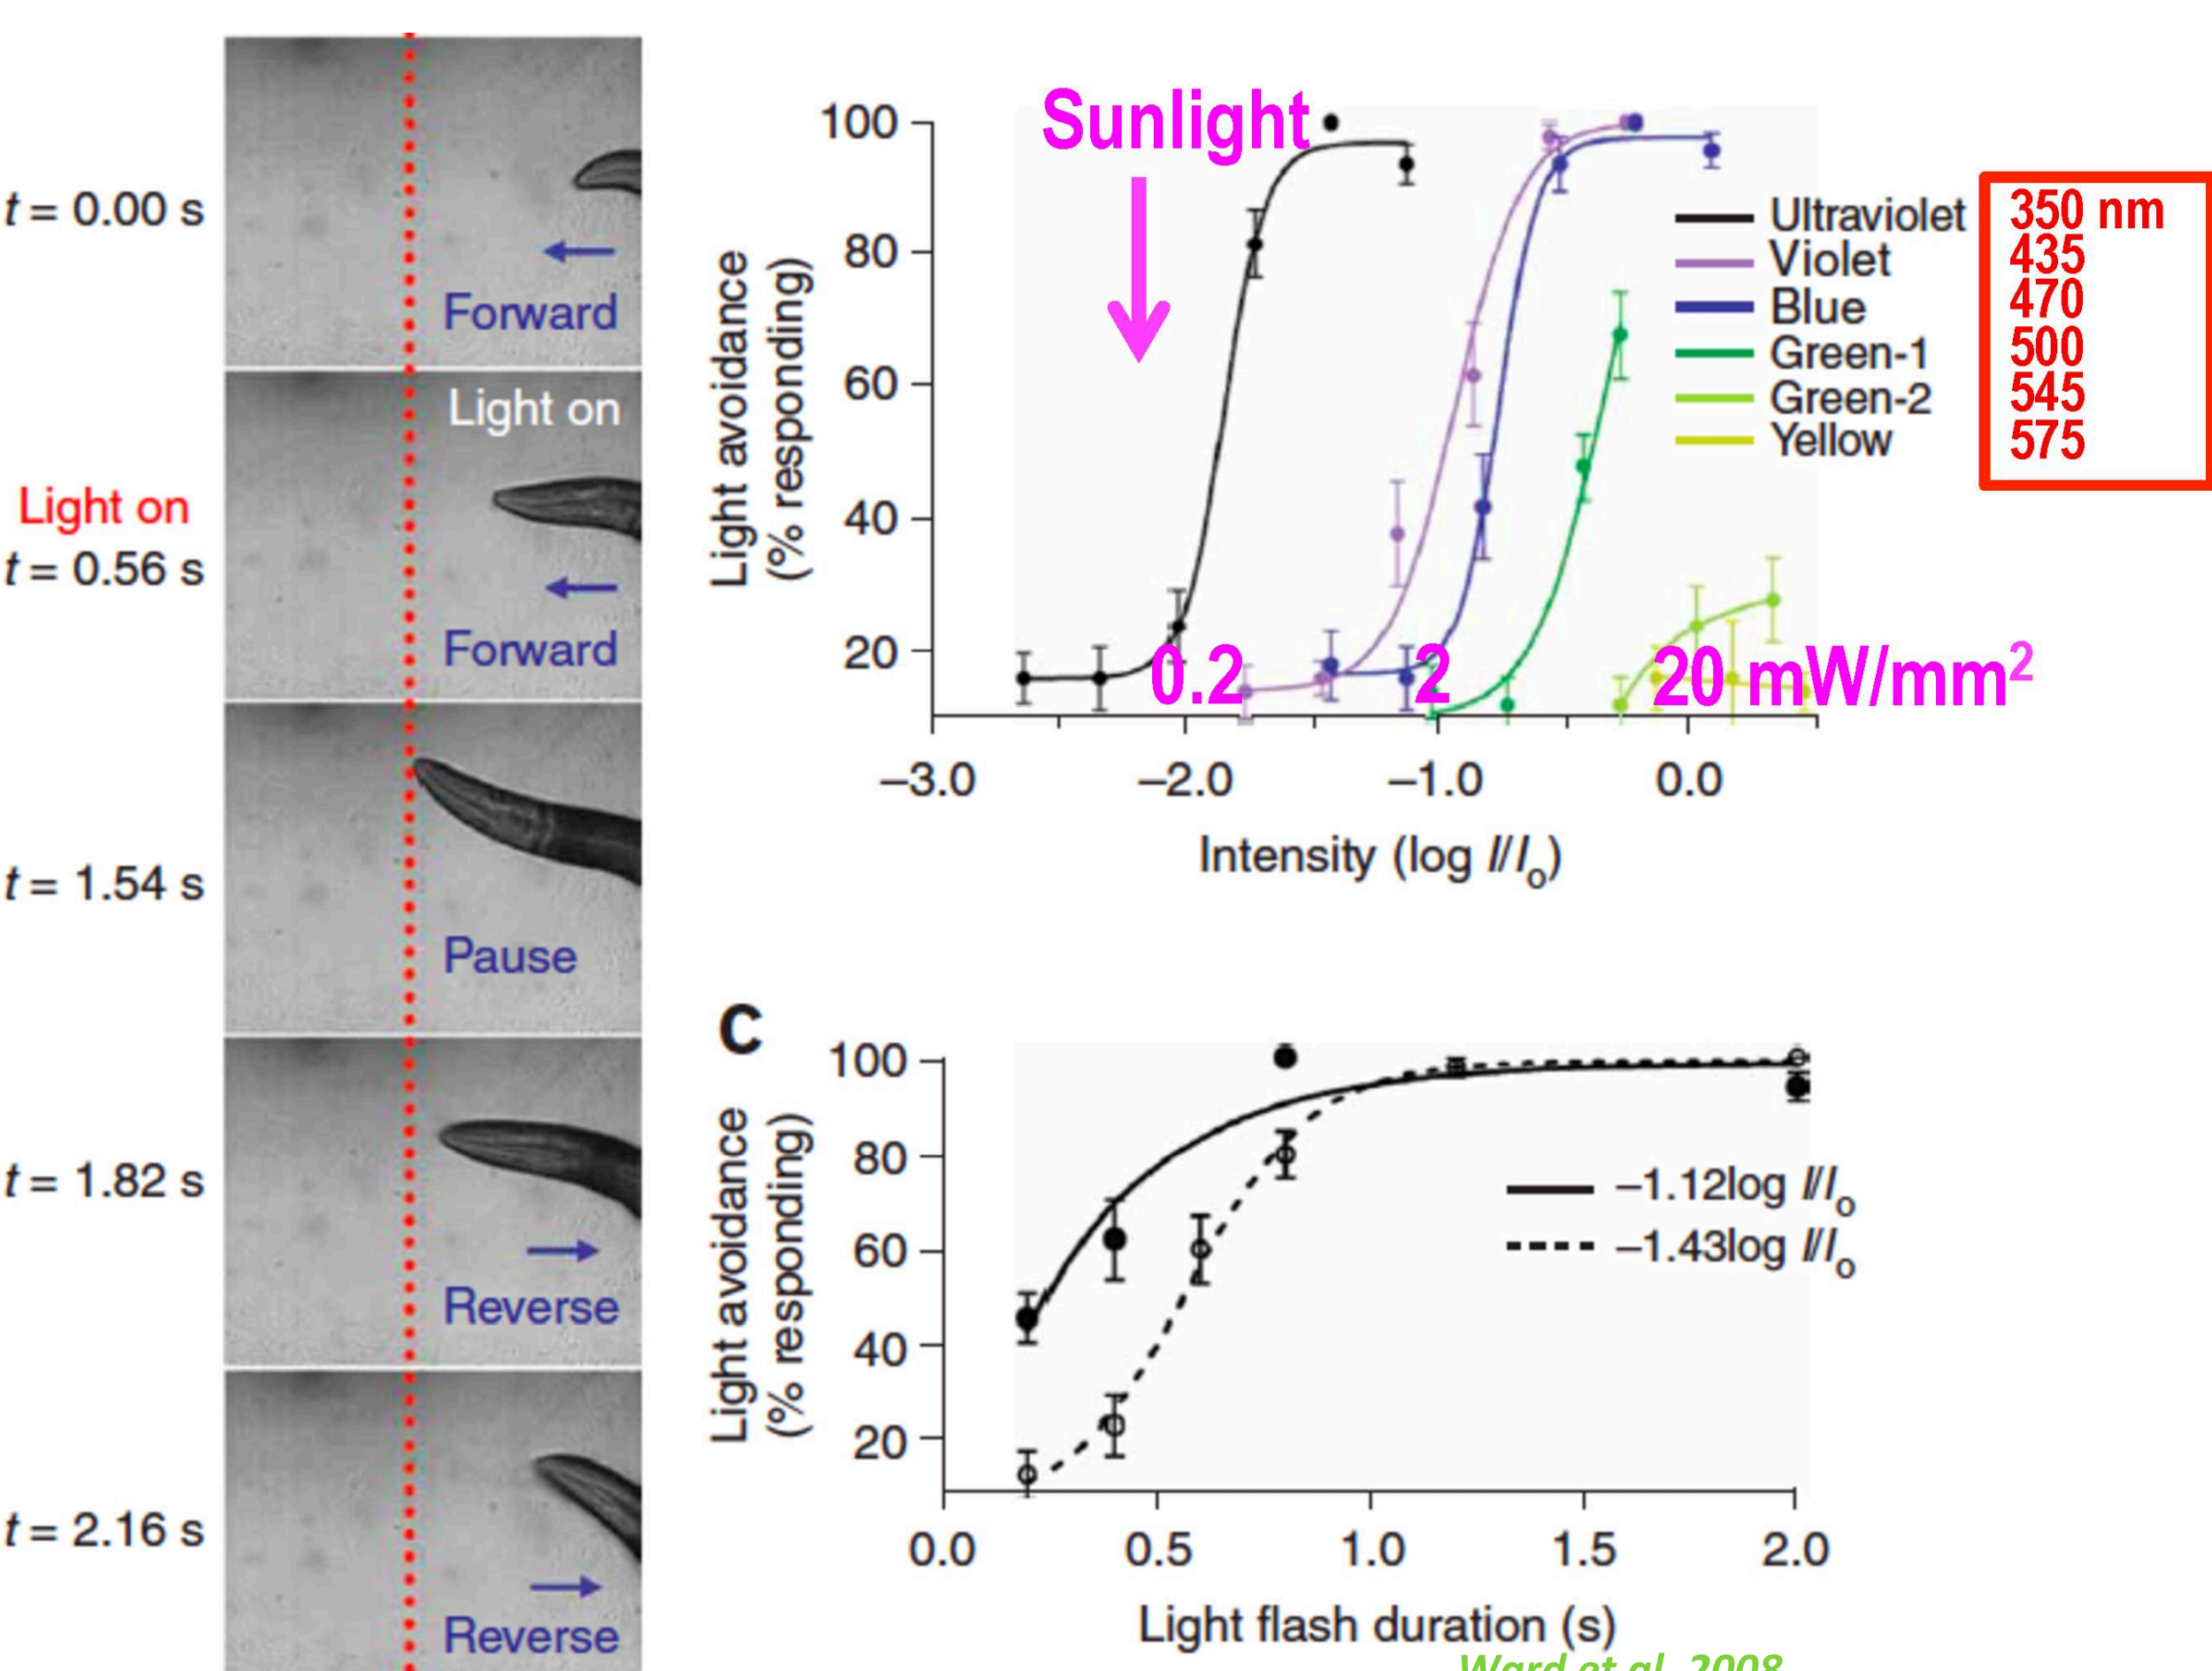 t = 0.00 s
Forward
Light on
Light on
t = 0.56 s
Forward
t = 1.54 s
Pause
t = 1.82 s
Reverse
t = 2.16 s
Reverse
Sunlight
Light avoidance
(% responding)
100
80
60
40
20
0.2
2
20 mW/mm²
–3.0
–2.0
–1.0
0.0
Intensity (log I/Iₒ)
Ultraviolet 350 nm
Violet 435
Blue 470
Green-1 500
Green-2 545
Yellow 575
C
Light avoidance
(% responding)
100
80
60
40
20
–1.12log I/Iₒ
–1.43log I/Iₒ
0.0
0.5
1.0
1.5
2.0
Light flash duration (s)
Ward et al. 2008